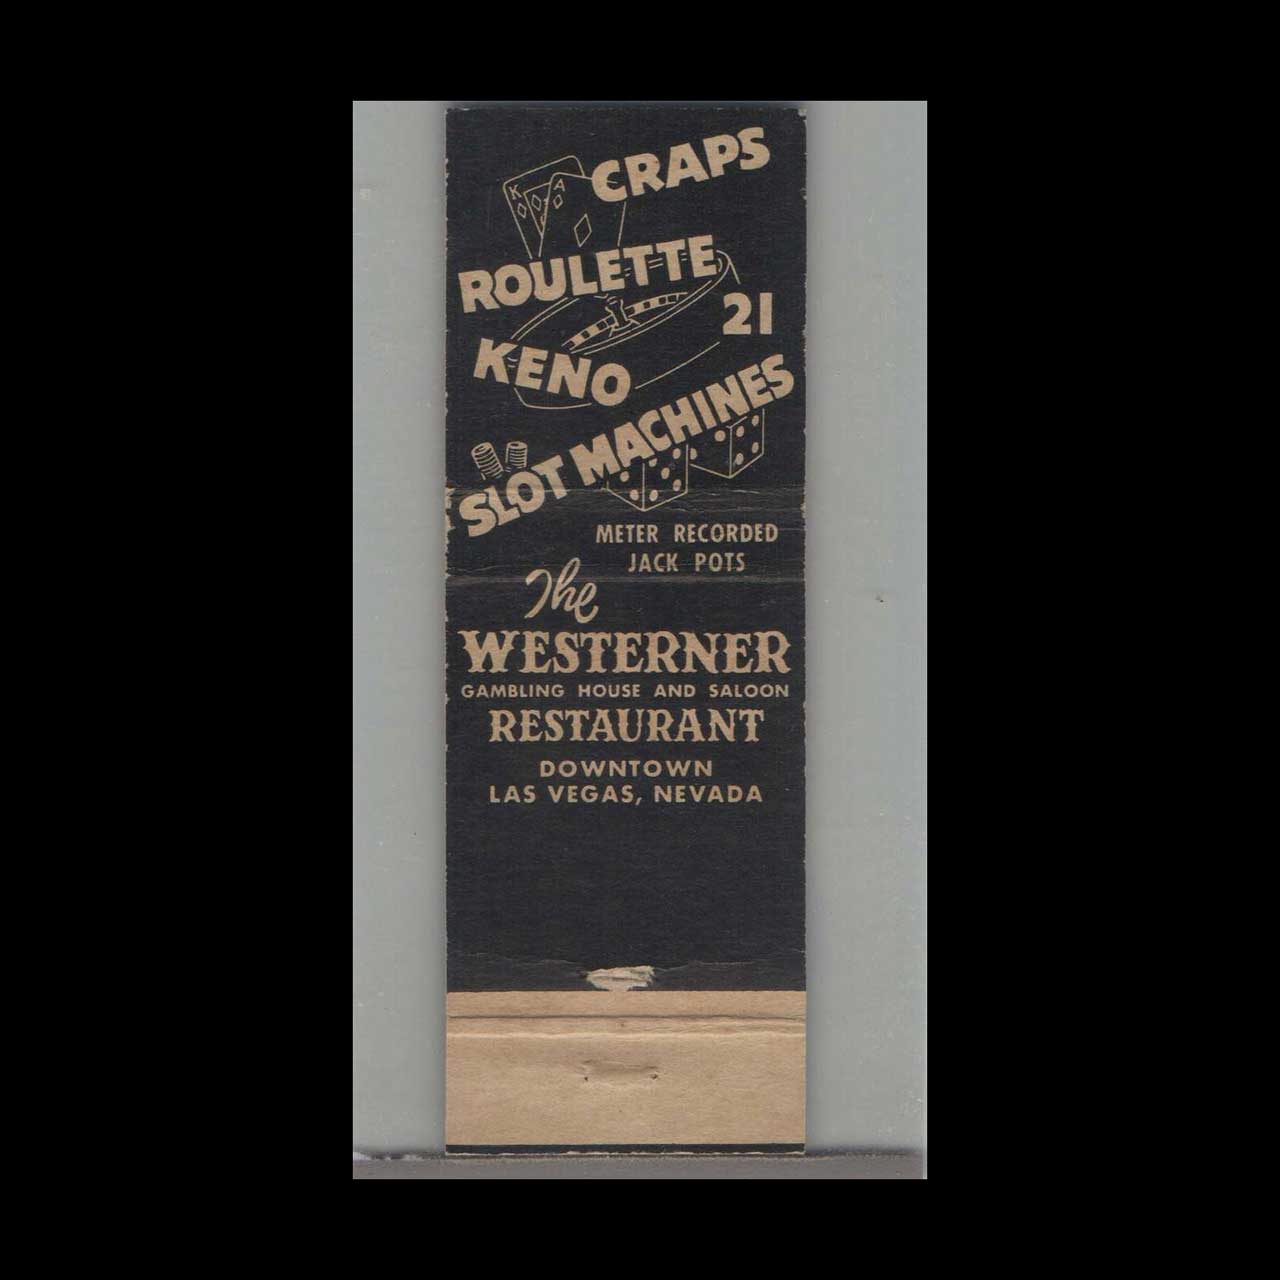 K A
CRAPS
ROULETTE
21
KENO
SLOT MACHINES
METER RECORDED
JACK POTS
The
WESTERNER
GAMBLING HOUSE AND SALOON
RESTAURANT
DOWNTOWN
LAS VEGAS, NEVADA